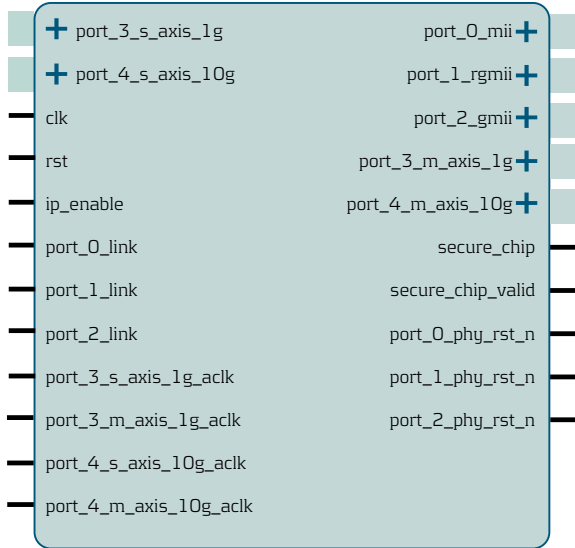 port_3_s_axis_1g
port_4_s_axis_10g
clk
rst
ip_enable
port_0_link
port_1_link
port_2_link
port_3_s_axis_1g_aclk
port_3_m_axis_1g_aclk
port_4_s_axis_10g_aclk
port_4_m_axis_10g_aclk
port_0_mii
port_1_rgmii
port_2_gmii
port_3_m_axis_1g
port_4_m_axis_10g
secure_chip
secure_chip_valid
port_0_phy_rst_n
port_1_phy_rst_n
port_2_phy_rst_n